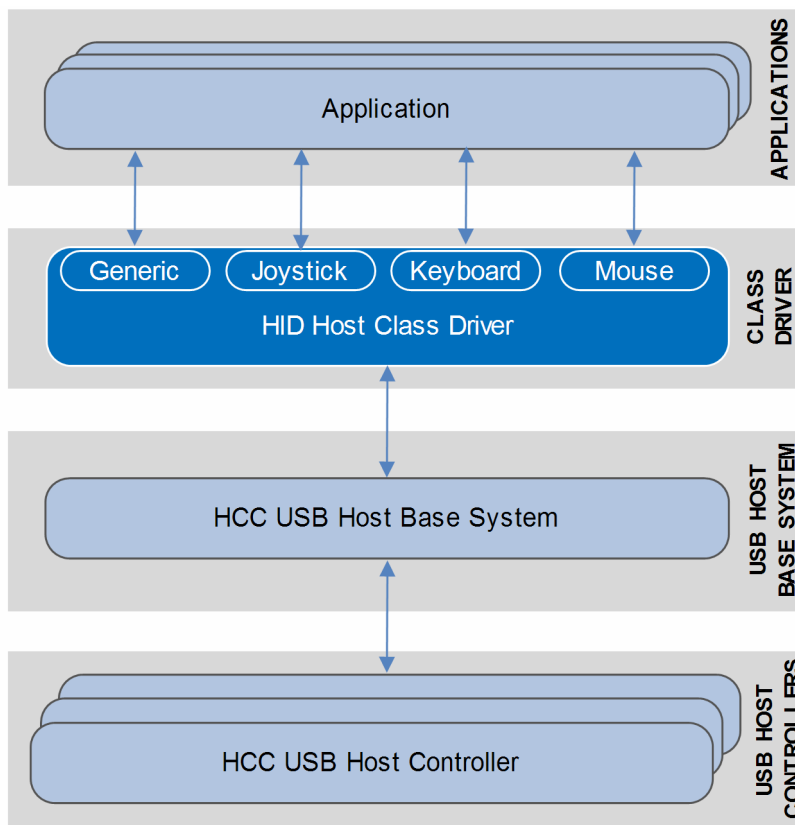 Application
APPLICATIONS
Generic
Joystick
Keyboard
Mouse
HID Host Class Driver
CLASS
DRIVER
HCC USB Host Base System
USB HOST
BASE SYSTEM
HCC USB Host Controller
USB HOST
CONTROLLERS